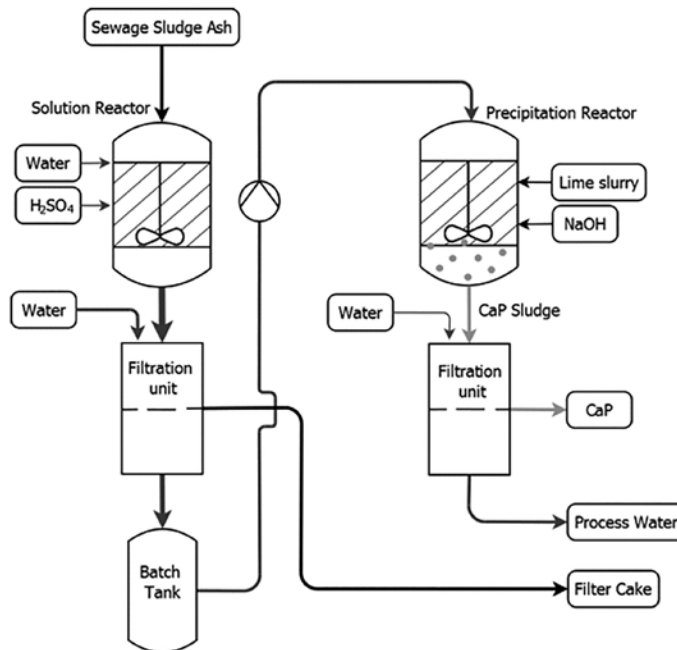 Sewage Sludge Ash
Solution Reactor
Precipitation Reactor
Water
H₂SO₄
Lime slurry
NaOH
Water
Water
CaP Sludge
Filtration
unit
Filtration
unit
CaP
Process Water
Batch
Tank
Filter Cake